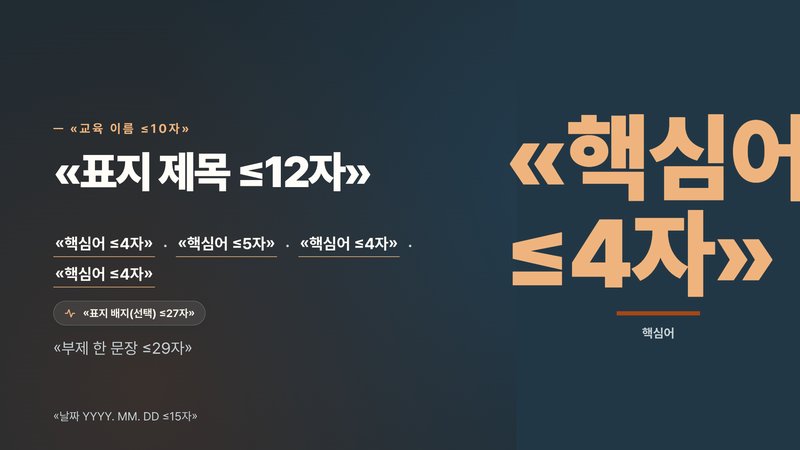 — «교육 이름 ≤10자»
«표지 제목 ≤12자»
«핵심어 ≤4자» · «핵심어 ≤5자» · «핵심어 ≤4자» ·
«핵심어 ≤4자»
«표지 배지(선택) ≤27자»
«부제 한 문장 ≤29자»
«날짜 YYYY. MM. DD ≤15자»
«핵심어
≤4자»
핵심어